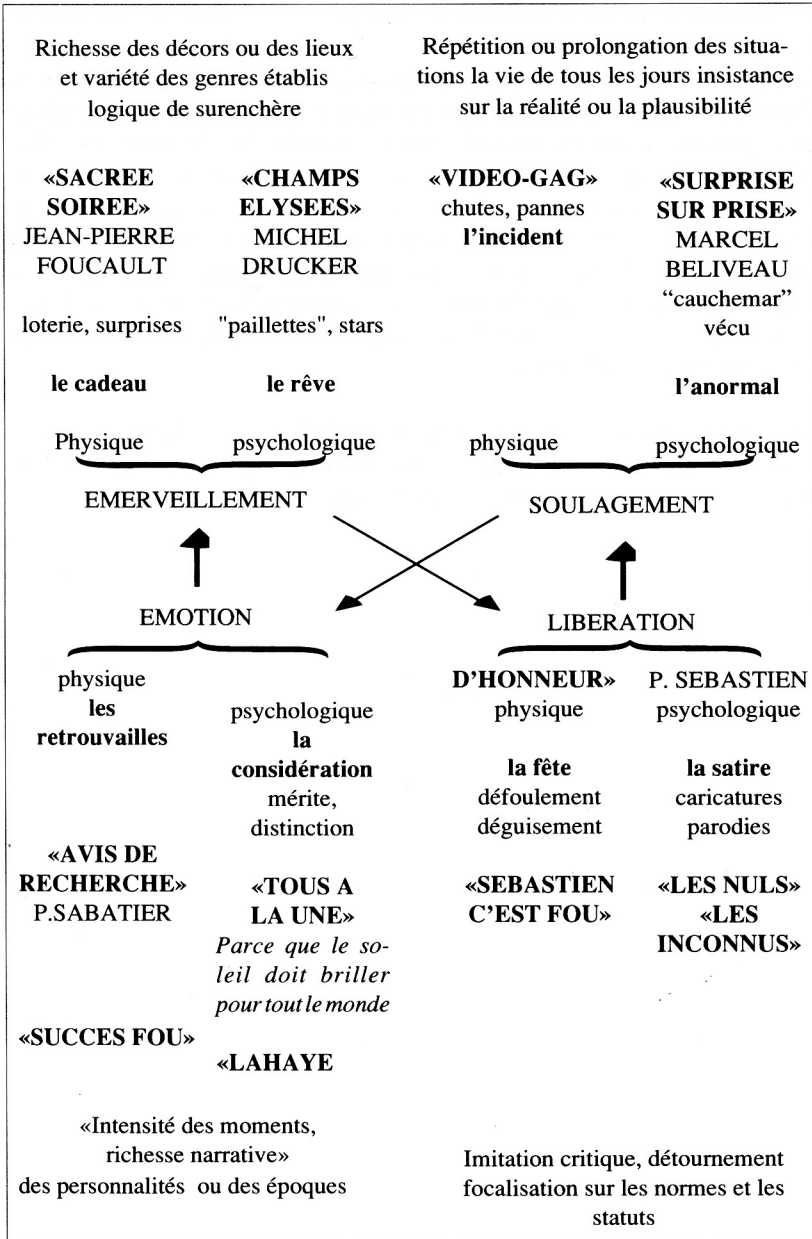 Richesse des décors ou des lieux
et variété des genres établis
logique de surenchère
Répétition ou prolongation des situa-
tions la vie de tous les jours insistance
sur la réalité ou la plausibilité
«SACREE
SOIREE»
JEAN-PIERRE
FOUCAULT
loterie, surprises
le cadeau
Physique
«CHAMPS
ELYSEES»
MICHEL
DRUCKER
"paillettes", stars
le rêve
psychologique
«VIDEO-GAG»
chutes, pannes
l'incident
physique
«SURPRISE
SUR PRISE»
MARCEL
BELIVEAU
“cauchemar”
vécu
l'anormal
psychologique
EMERVEILLEMENT
SOULAGEMENT
EMOTION
LIBERATION
physique
les
retrouvailles
«AVIS DE
RECHERCHE»
P.SABATIER
«SUCCES FOU»
psychologique
la
considération
mérite,
distinction
«TOUS A
LA UNE»
Parce que le so-
leil doit briller
pour tout le monde
«LAHAYE
D'HONNEUR»
physique
la fête
défoulement
déguisement
«SEBASTIEN
C'EST FOU»
P. SEBASTIEN
psychologique
la satire
caricatures
parodies
«LES NULS»
«LES
INCONNUS»
«Intensité des moments,
richesse narrative»
des personnalités ou des époques
Imitation critique, détournement
focalisation sur les normes et les
statuts